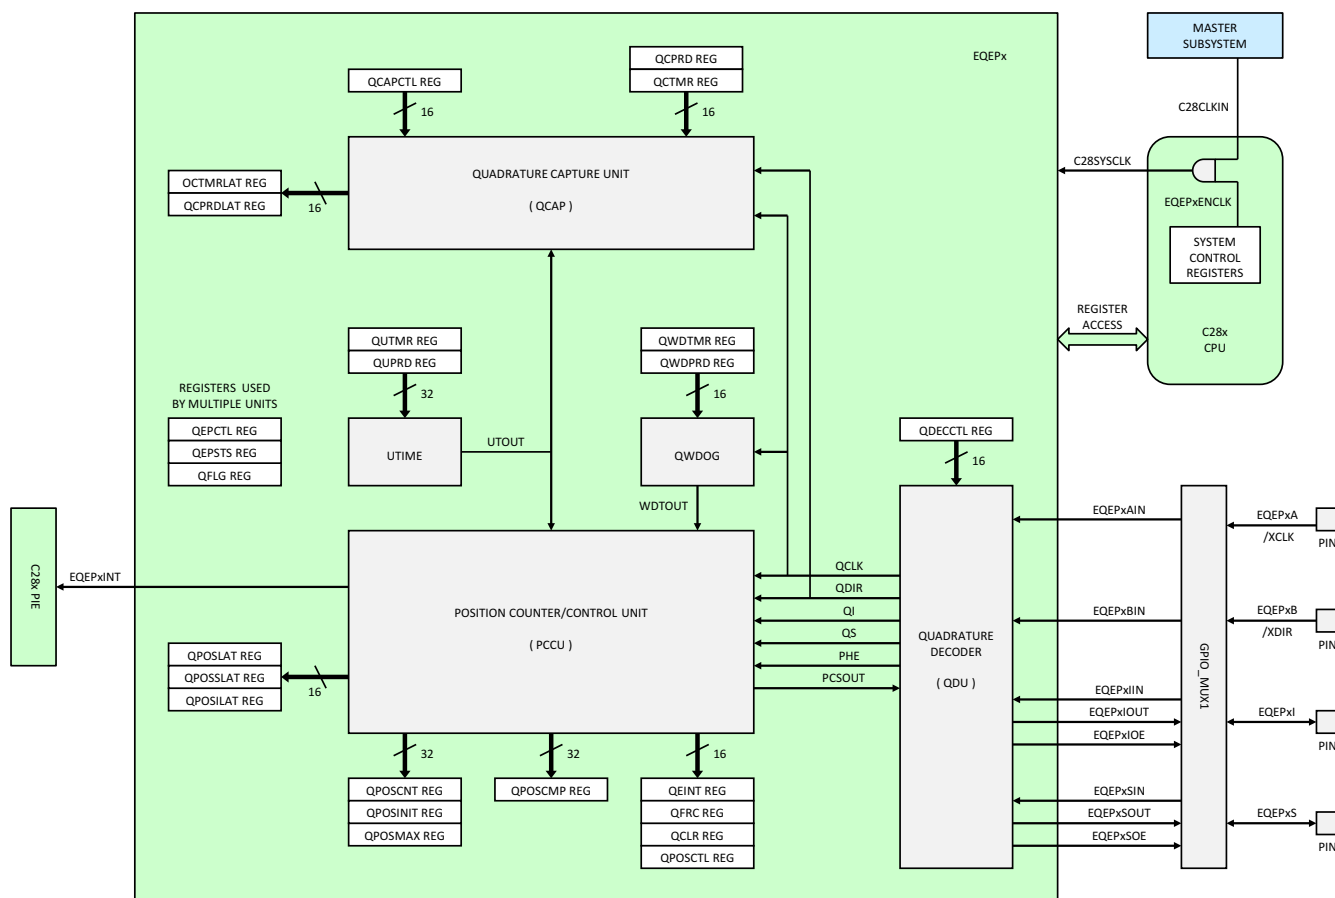 MASTER
SUBSYSTEM
EQEPx
QCPRD REG
QCAPCTL REG
QCTMR REG
16
16
C28CLKIN
C28SYSCLK
QUADRATURE CAPTURE UNIT
( QCAP )
OCTMRLAT REG
QCPRDLAT REG
16
EQEPxENCLK
SYSTEM
CONTROL
REGISTERS
REGISTER
ACCESS
C28x
CPU
QUTMR REG
QUPRD REG
32
QWDTMR REG
QWDPRD REG
16
REGISTERS USED
BY MULTIPLE UNITS
QEPCTL REG
QEPSTS REG
QFLG REG
UTIME
UTOUT
QWDOG
WDTOUT
QDECCTL REG
16
C28x PIE
EQEPxINT
POSITION COUNTER/CONTROL UNIT
( PCCU )
QCLK
QDIR
QI
QS
PHE
PCSOUT
QUADRATURE
DECODER
( QDU )
EQEPxAIN
EQEPxBIN
EQEPxIIN
EQEPxIOUT
EQEPxIOE
EQEPxSIN
EQEPxSOUT
EQEPxSOE
GPIO_MUX1
EQEPxA
/XCLK
PIN
EQEPxB
/XDIR
PIN
EQEPxI
PIN
EQEPxS
PIN
QPOSLAT REG
QPOSSLAT REG
QPOSILAT REG
16
32
32
16
QPOSCNT REG
QPOSINIT REG
QPOSMAX REG
QPOSCMP REG
QEINT REG
QFRC REG
QCLR REG
QPOSCTL REG